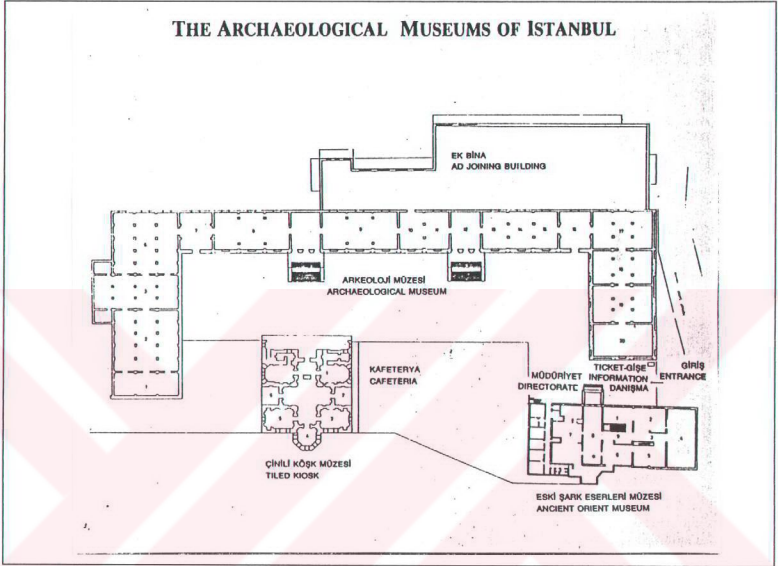 THE ARCHAEOLOGICAL MUSEUMS OF ISTANBUL
EK BİNA
AD JOINING BUILDING
ARKEOLOJİ MÜZESİ
ARCHAEOLOGICAL MUSEUM
KAFETERYA
CAFETERIA
MÜDÜRİYET
DIRECTORATE
TICKET-GİŞE
INFORMATION
DANIŞMA
GİRİŞ
ENTRANCE
ÇİNİLİ KÖŞK MÜZESİ
TILED KIOSK
ESKİ ŞARK ESERLERİ MÜZESİ
ANCIENT ORIENT MUSEUM